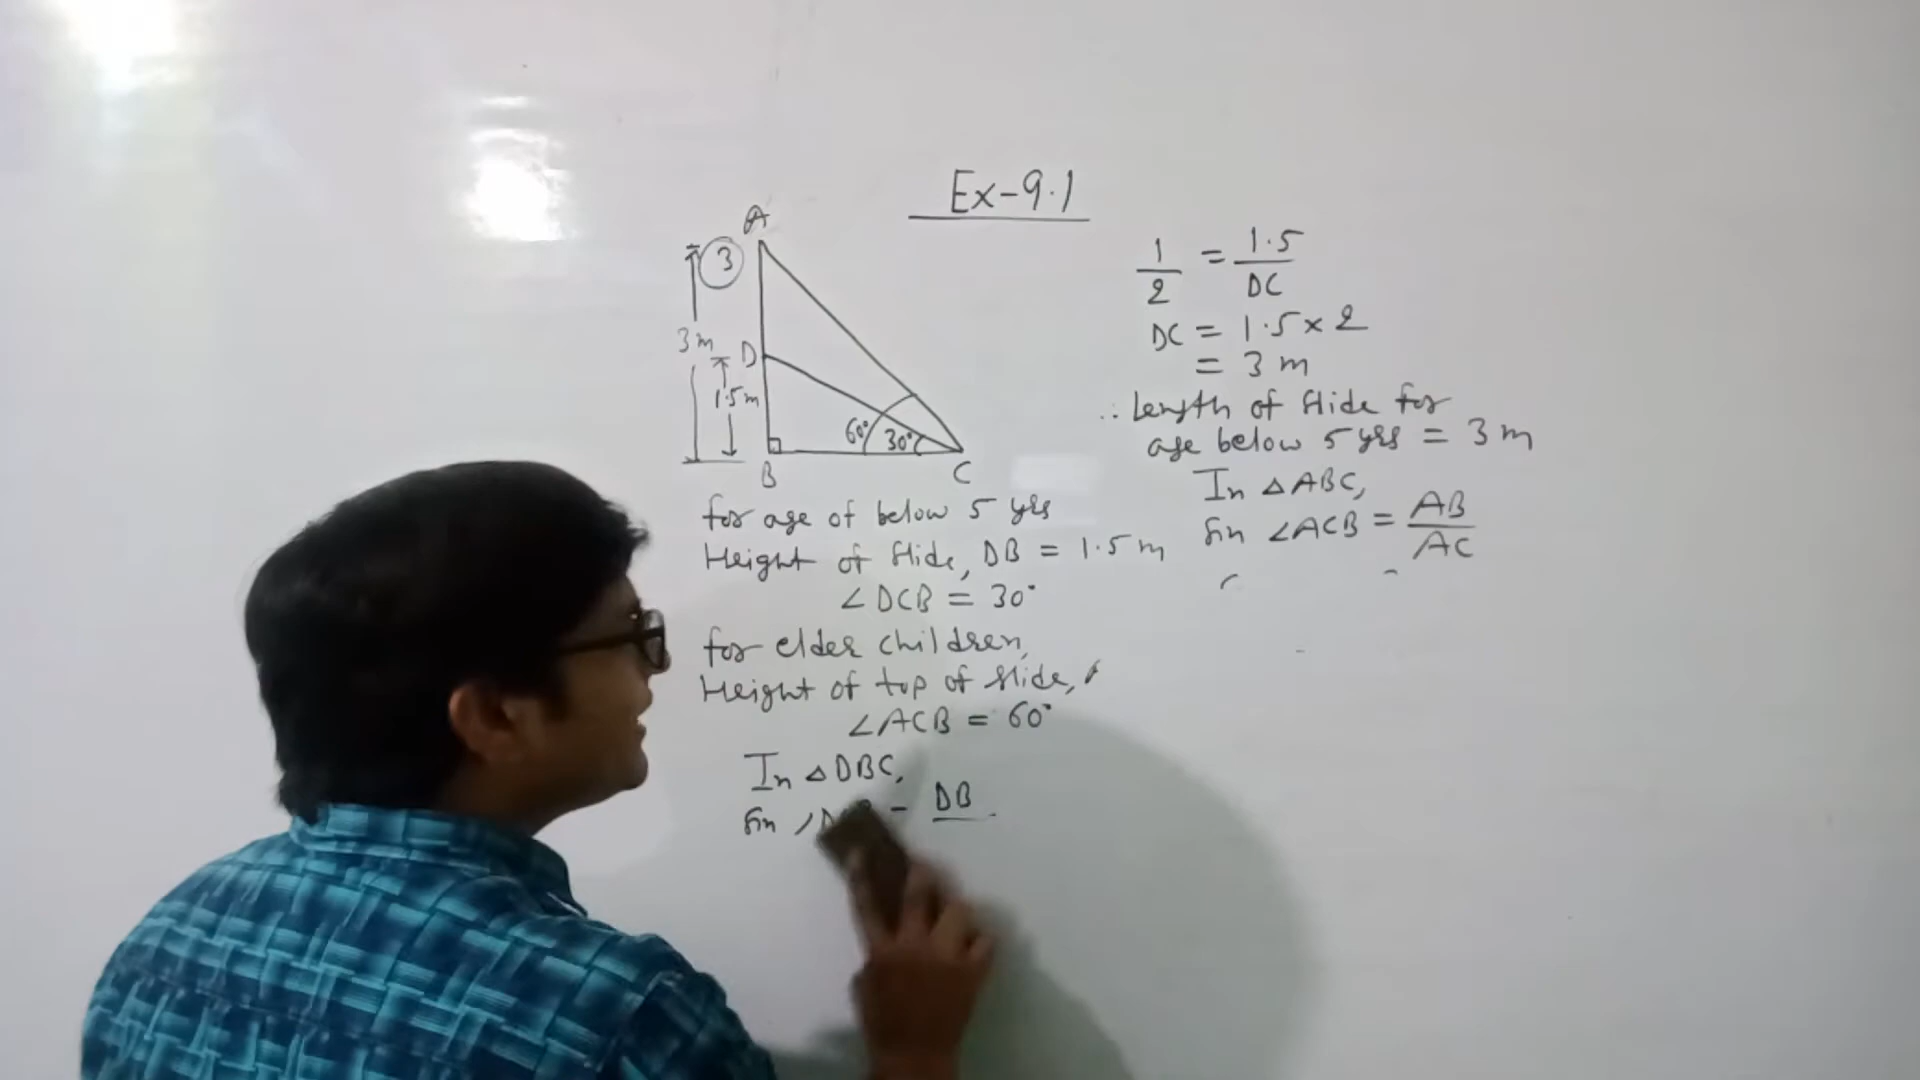 Ex-9.1
3
A
3 m
D
1.5 m
60°
30°
B
C
for age of below 5 yrs
Height of slide, DB = 1.5 m
∠DCB = 30°
for elder children,
Height of top of slide,
∠ACB = 60°
In △DBC,
sin = DB
1/2 = 1.5/DC
DC = 1.5 × 2
= 3 m
∴ Length of slide for
age below 5 yrs = 3 m
In △ABC,
sin ∠ACB = AB/AC